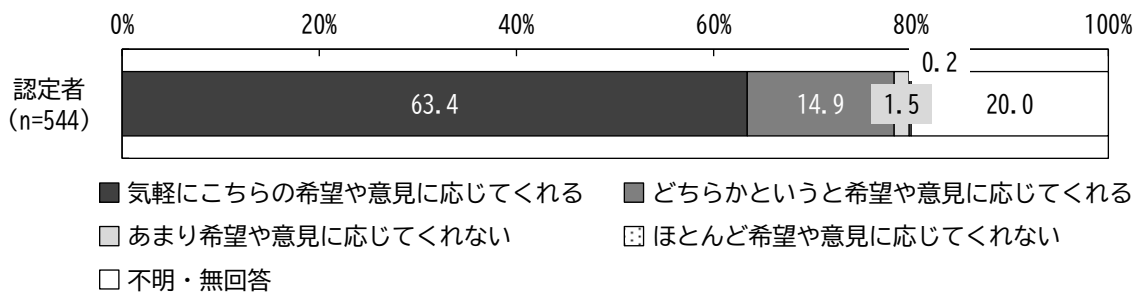 0% 20% 40% 60% 80% 100%
0.2
認定者
(n=544)
63.4 14.9 1.5 20.0
気軽にこちらの希望や意見に応じてくれる どちらかというと希望や意見に応じてくれる
あまり希望や意見に応じてくれない ほとんど希望や意見に応じてくれない
不明・無回答